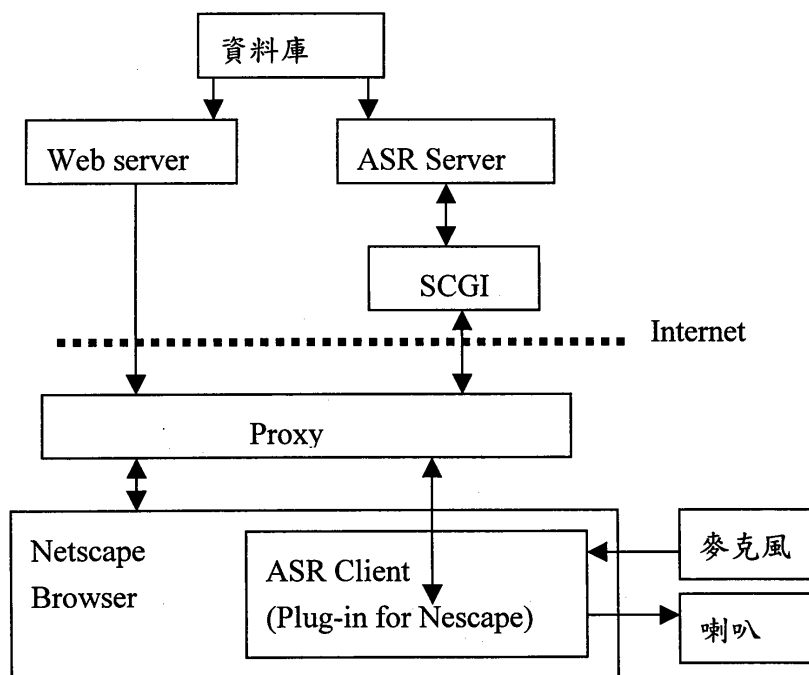 資料庫
Web server
ASR Server
SCGI
Internet
Proxy
Netscape
Browser
ASR Client
(Plug-in for Nescape)
麥克風
喇叭